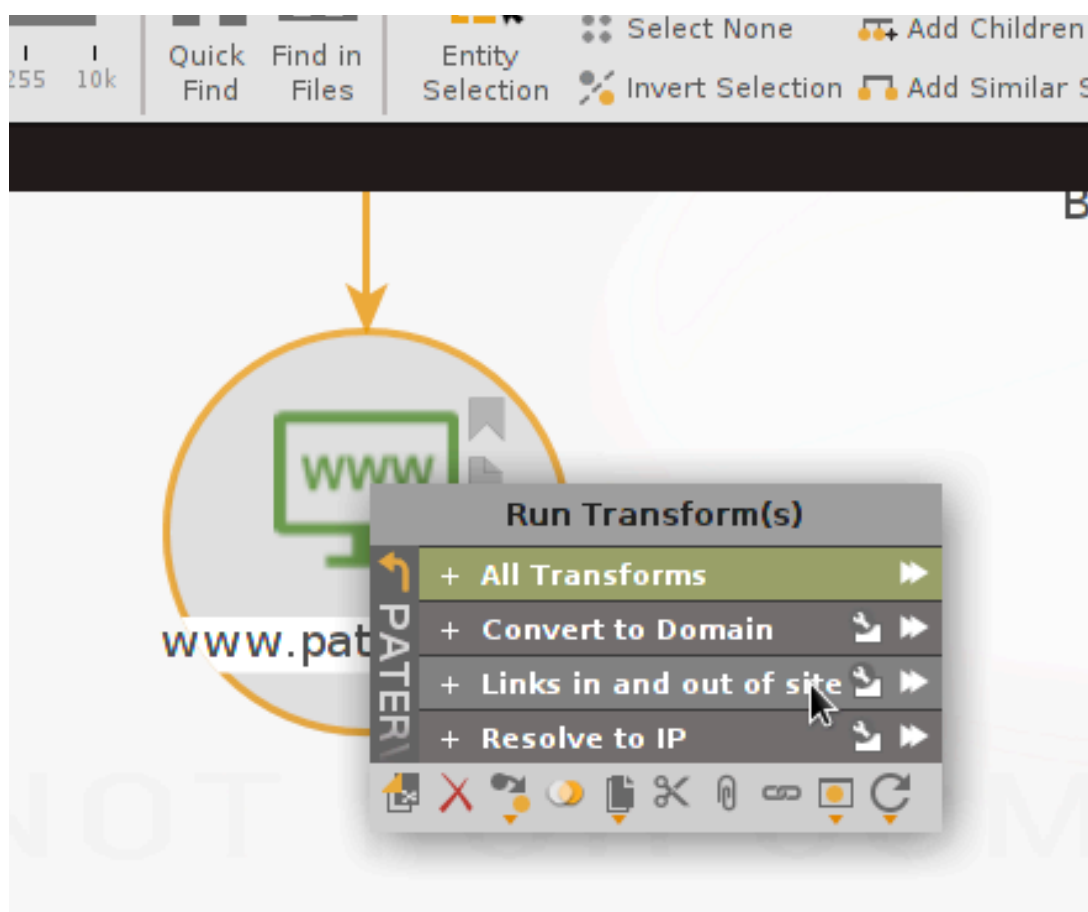 255 10k
Quick Find
Find in Files
Entity Selection
Select None
Invert Selection
Add Children
Add Similar S
B
WWW
www.pat
Run Transform(s)
PATER
+ All Transforms
+ Convert to Domain
+ Links in and out of site
+ Resolve to IP
NOT